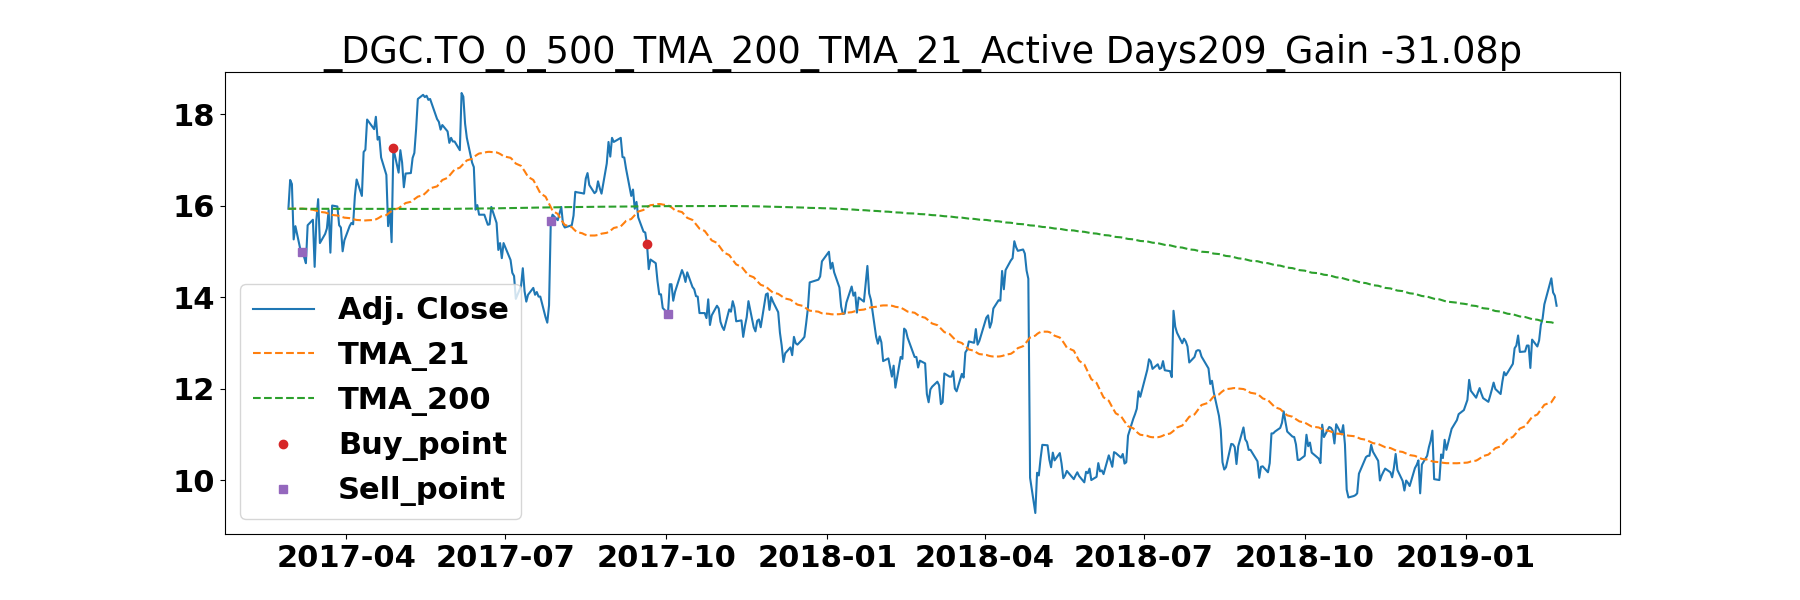 _DGC.TO_0_500_TMA_200_TMA_21_Active Days209_Gain -31.08p
18
16
14
12
10
Adj. Close
TMA_21
TMA_200
Buy_point
Sell_point
2017-04 2017-07 2017-10 2018-01 2018-04 2018-07 2018-10 2019-01